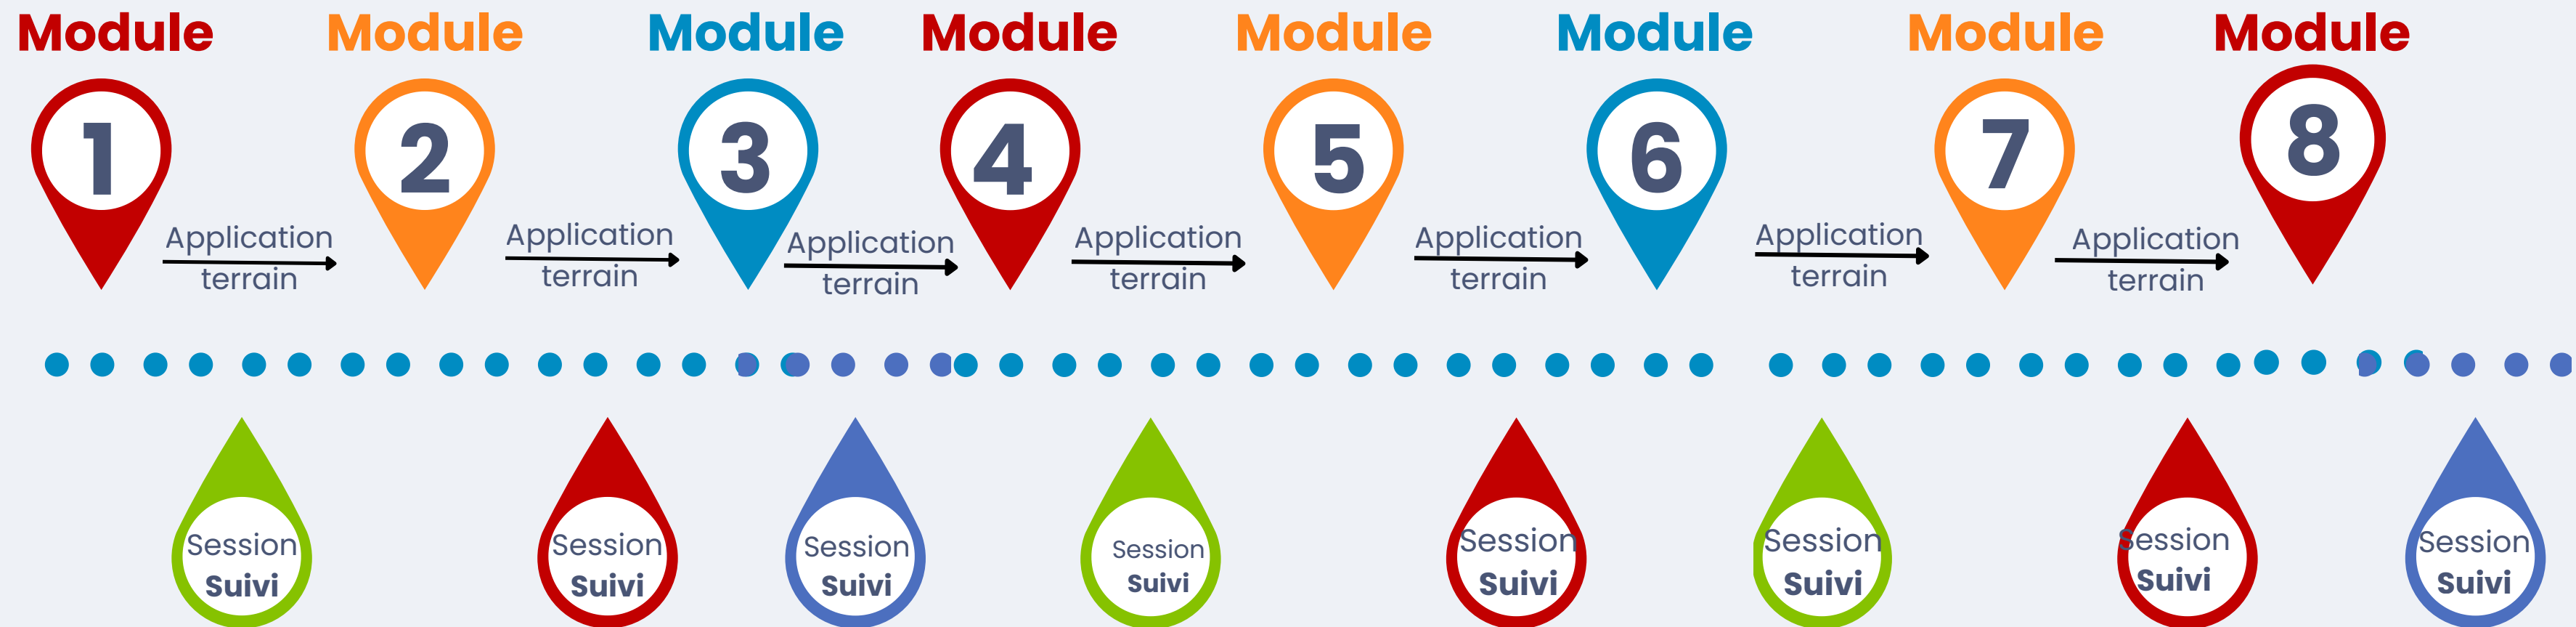 Module Module Module Module Module Module Module Module
1 2 3 4 5 6 7 8
Application Application Application Application Application Application Application
terrain terrain terrain terrain terrain terrain terrain
Session Session Session Session Session Session Session Session
Suivi Suivi Suivi Suivi Suivi Suivi Suivi Suivi